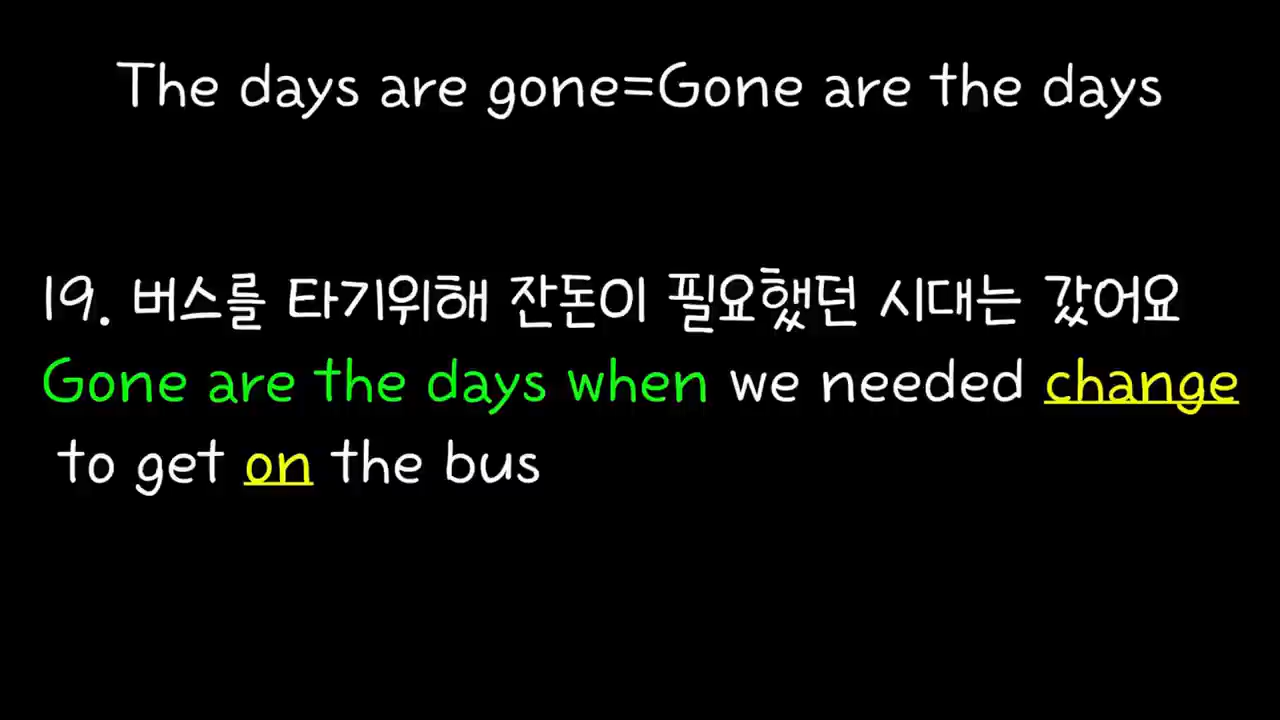 The days are gone=Gone are the days
19. 버스를 타기위해 잔돈이 필요했던 시대는 갔어요
Gone are the days when we needed change
to get on the bus